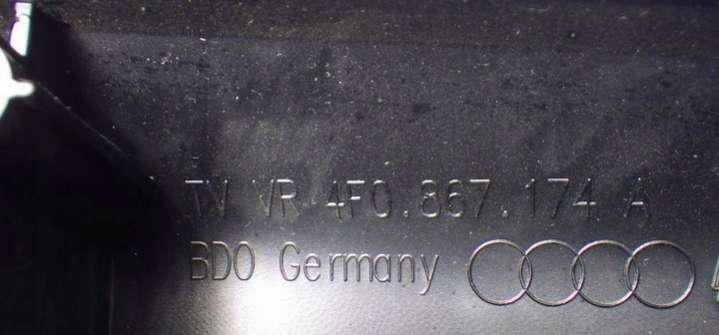 TV VR 4F0.867.174 A
BDO Germany